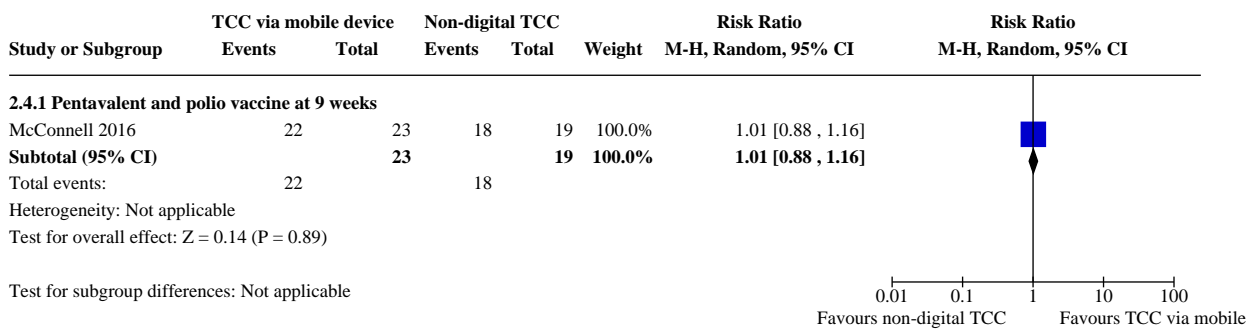 TCC via mobile device Non-digital TCC Risk Ratio Risk Ratio
Study or Subgroup Events Total Events Total Weight M-H, Random, 95% CI M-H, Random, 95% CI
2.4.1 Pentavalent and polio vaccine at 9 weeks
McConnell 2016 22 23 18 19 100.0% 1.01 [0.88 , 1.16]
Subtotal (95% CI) 23 19 100.0% 1.01 [0.88 , 1.16]
Total events: 22 18
Heterogeneity: Not applicable
Test for overall effect: Z = 0.14 (P = 0.89)
Test for subgroup differences: Not applicable
0.01 0.1 1 10 100
Favours non-digital TCC Favours TCC via mobile